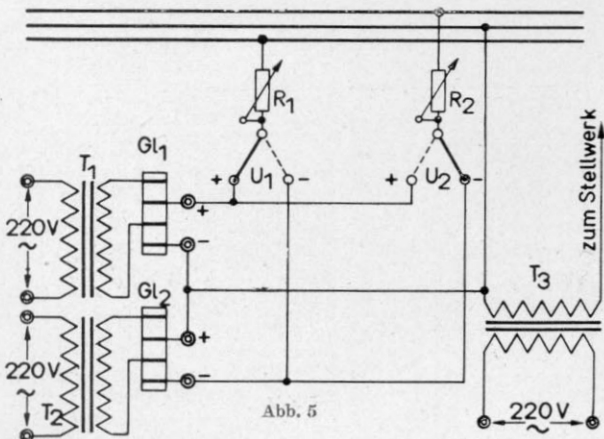 R1
R2
Gl1
T1
+
U1
-
+
U2
-
220V
~
+
-
zum Stellwerk
T3
Gl2
+
-
220V
~
T2
Abb. 5
220V
~